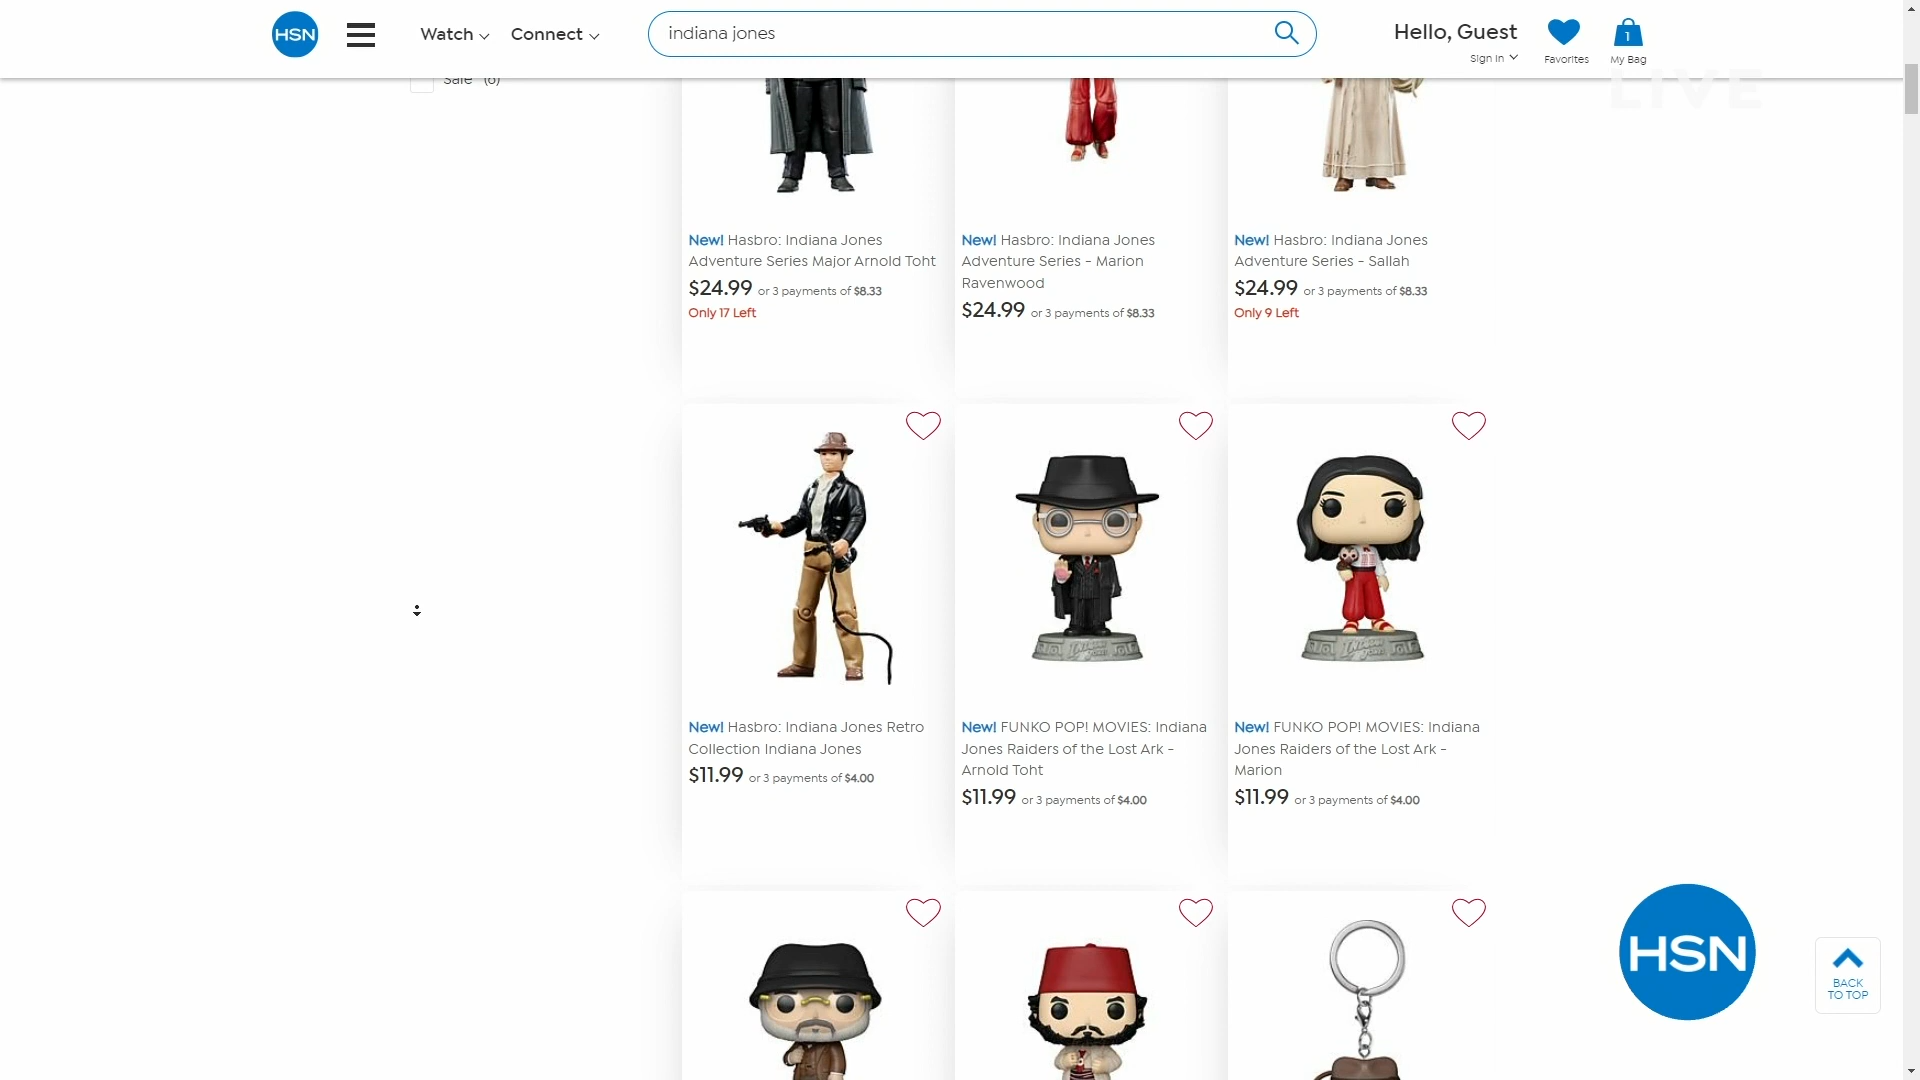 HSN
Watch
Connect
indiana jones
Hello, Guest
Sign In
Favorites
1
My Bag
LIVE
Sale (6)
New! Hasbro: Indiana Jones
Adventure Series Major Arnold Toht
$24.99 or 3 payments of $8.33
Only 17 Left
New! Hasbro: Indiana Jones
Adventure Series - Marion
Ravenwood
$24.99 or 3 payments of $8.33
New! Hasbro: Indiana Jones
Adventure Series - Sallah
$24.99 or 3 payments of $8.33
Only 9 Left
INDIANA
JONES
INDIANA
JONES
New! Hasbro: Indiana Jones Retro
Collection Indiana Jones
$11.99 or 3 payments of $4.00
New! FUNKO POP! MOVIES: Indiana
Jones Raiders of the Lost Ark -
Arnold Toht
$11.99 or 3 payments of $4.00
New! FUNKO POP! MOVIES: Indiana
Jones Raiders of the Lost Ark -
Marion
$11.99 or 3 payments of $4.00
HSN
BACK
TO TOP